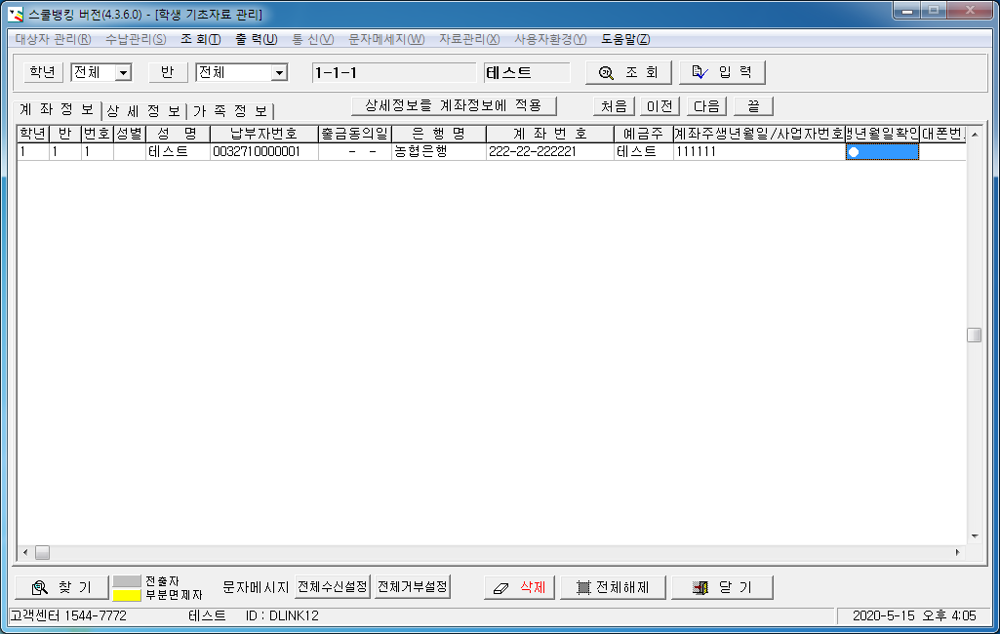 스쿨뱅킹 버전(4.3.6.0) - [학생 기초자료 관리]
대상자 관리(R) 수납관리(S) 조 회(T) 출 력(U) 통 신(V) 문자메세지(W) 자료관리(X) 사용자환경(Y) 도움말(Z)
학년 전체 반 전체 1-1-1 테스트 조 회 입 력
계 좌 정 보 상 세 정 보 가 족 정 보 상세정보를 계좌정보에 적용 처음 이전 다음 끝
학년 반 번호 성별 성 명 납부자번호 출금동의일 은 행 명 계 좌 번 호 예금주 계좌주생년월일/사업자번호 년월일확인 대폰번
1 1 1 테스트 0032710000001 - - 농협은행 222-22-222221 테스트 111111
찾 기 전출자 부분면제자 문자메시지 전체수신설정 전체거부설정 삭제 전체해제 닫 기
고객센터 1544-7772 테스트 ID : DLINK12 2020-5-15 오후 4:05